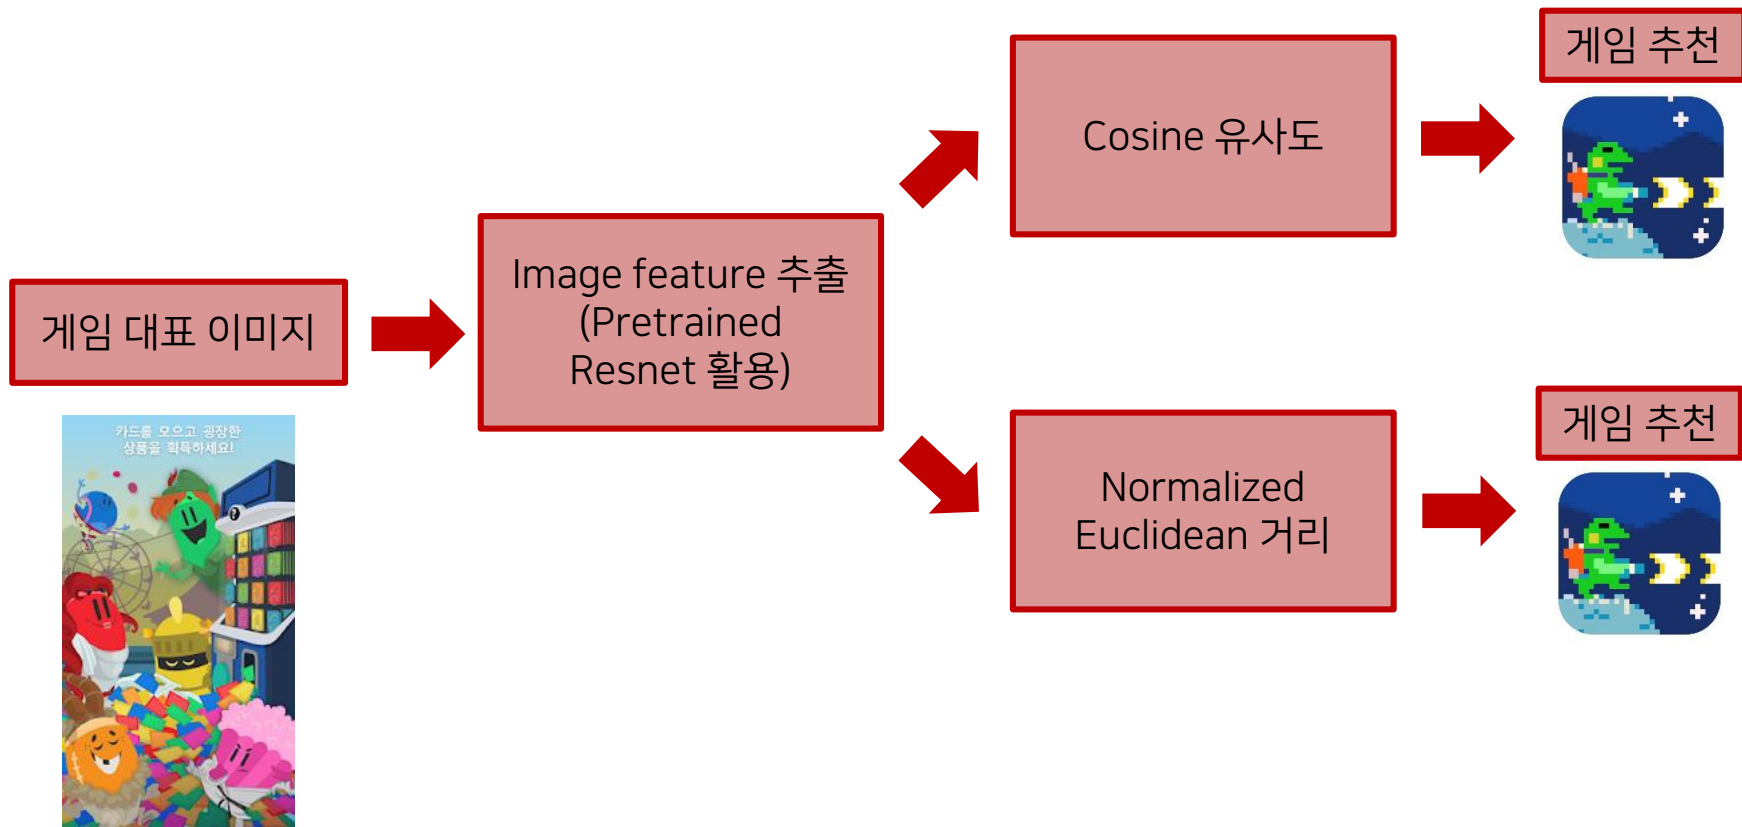 게임 대표 이미지
카드를 모으고 굉장한
상품을 획득하세요!
Image feature 추출
(Pretrained
Resnet 활용)
Cosine 유사도
게임 추천
Normalized
Euclidean 거리
게임 추천